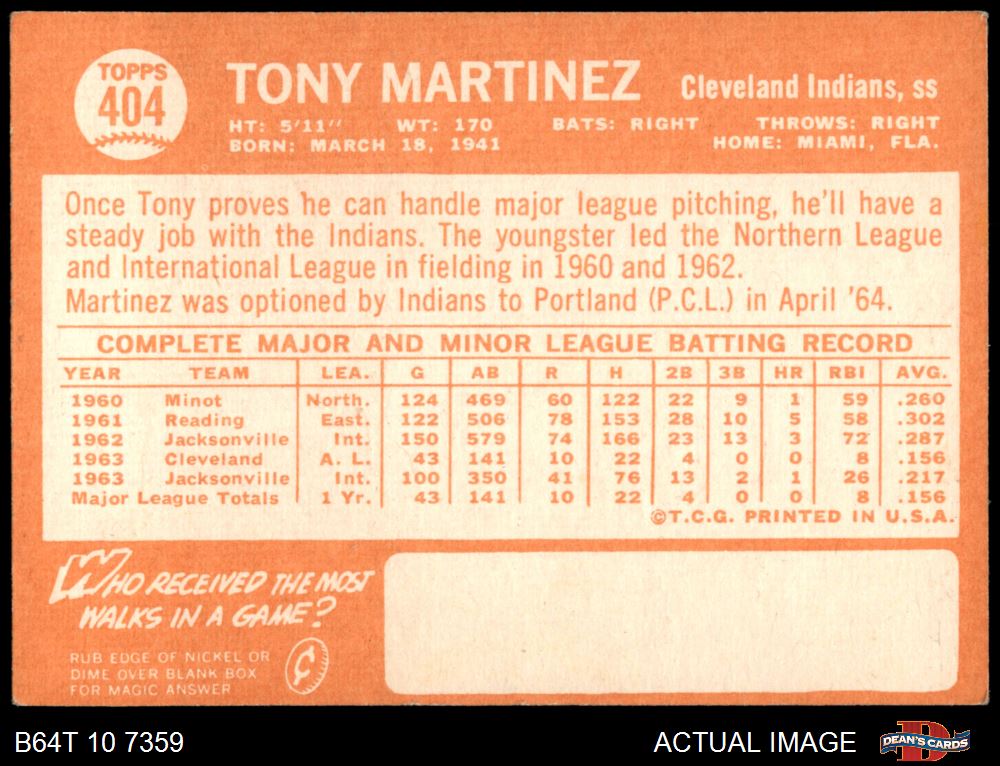 TOPPS
404
TONY MARTINEZ Cleveland Indians, ss
HT: 5'11" WT: 170 BATS: RIGHT THROWS: RIGHT
BORN: MARCH 18, 1941 HOME: MIAMI, FLA.
Once Tony proves he can handle major league pitching, he'll have a
steady job with the Indians. The youngster led the Northern League
and International League in fielding in 1960 and 1962.
Martinez was optioned by Indians to Portland (P.C.L.) in April '64.
COMPLETE MAJOR AND MINOR LEAGUE BATTING RECORD
YEAR TEAM LEA. G AB R H 2B 3B HR RBI AVG.
1960 Minot North. 124 469 60 122 22 9 1 59 .260
1961 Reading East. 122 506 78 153 28 10 5 58 .302
1962 Jacksonville Int. 150 579 74 166 23 13 3 72 .287
1963 Cleveland A. L. 43 141 10 22 4 0 0 8 .156
1963 Jacksonville Int. 100 350 41 76 13 2 1 26 .217
Major League Totals 1 Yr. 43 141 10 22 4 0 0 8 .156
©T.C.G. PRINTED IN U.S.A.
WHO RECEIVED THE MOST
WALKS IN A GAME?
RUB EDGE OF NICKEL OR
DIME OVER BLANK BOX
FOR MAGIC ANSWER
¢
B64T 10 7359 ACTUAL IMAGE D DEAN'S CARDS